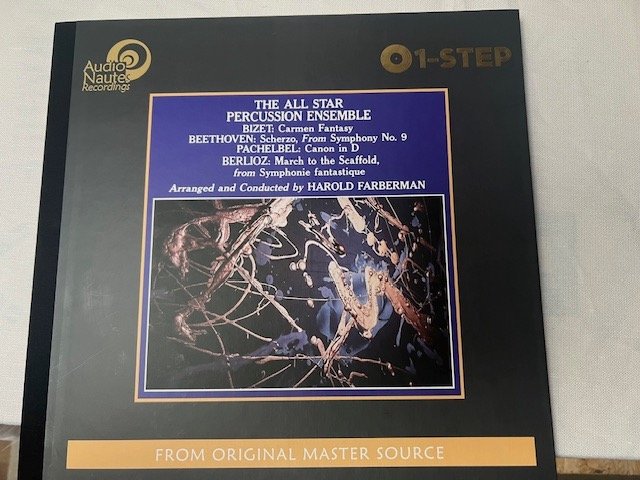 Audio
Nautes
Recordings
1-STEP
THE ALL STAR
PERCUSSION ENSEMBLE
BIZET: Carmen Fantasy
BEETHOVEN: Scherzo, From Symphony No. 9
PACHELBEL: Canon in D
BERLIOZ: March to the Scaffold,
from Symphonie fantastique
Arranged and Conducted by HAROLD FARBERMAN
FROM ORIGINAL MASTER SOURCE